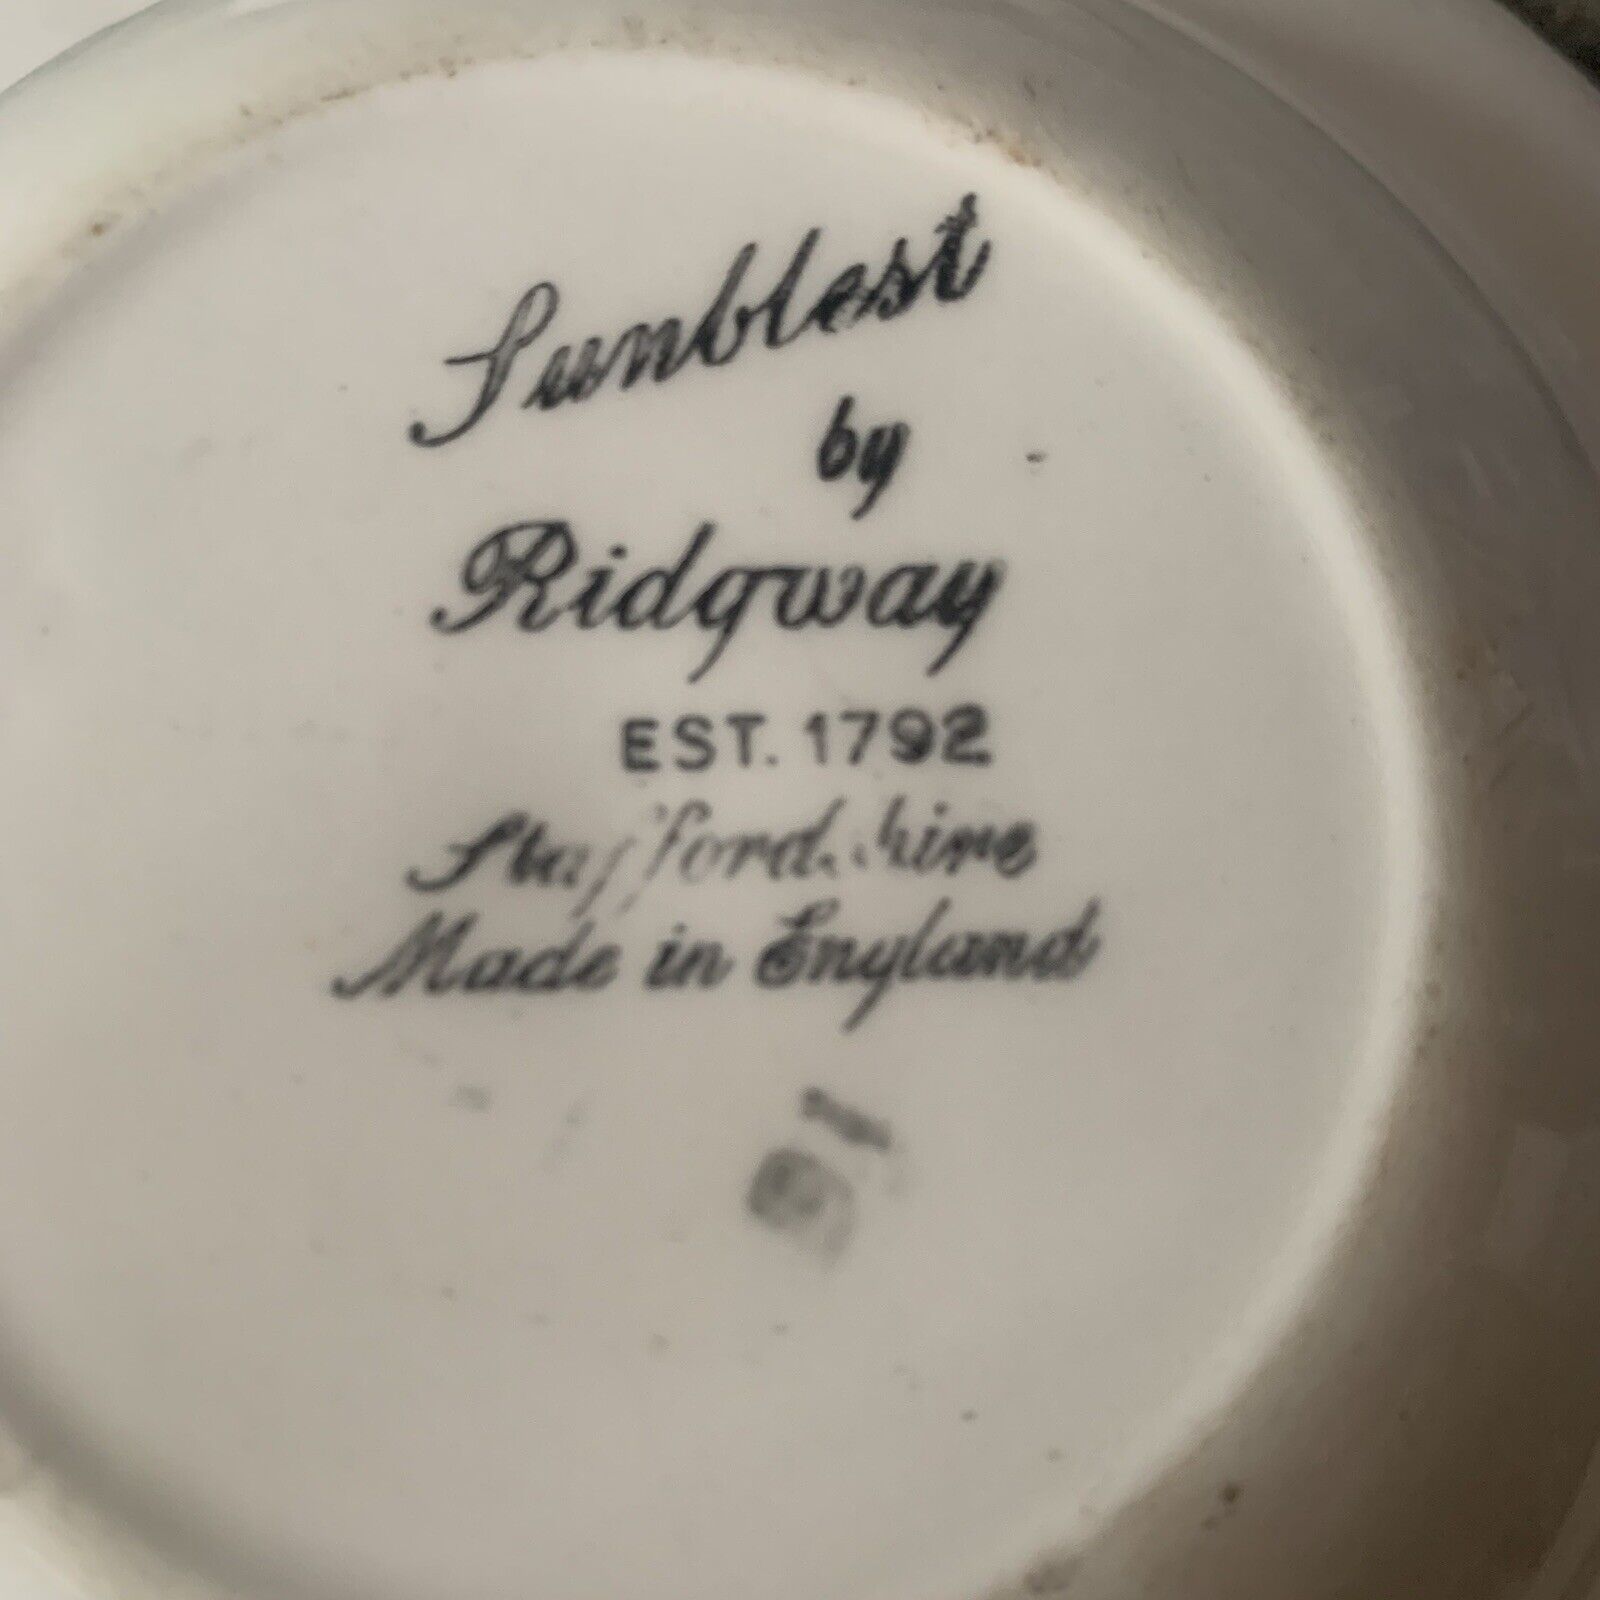 Sunblest
by
Ridgway
EST. 1792
Staffordshire
Made in England